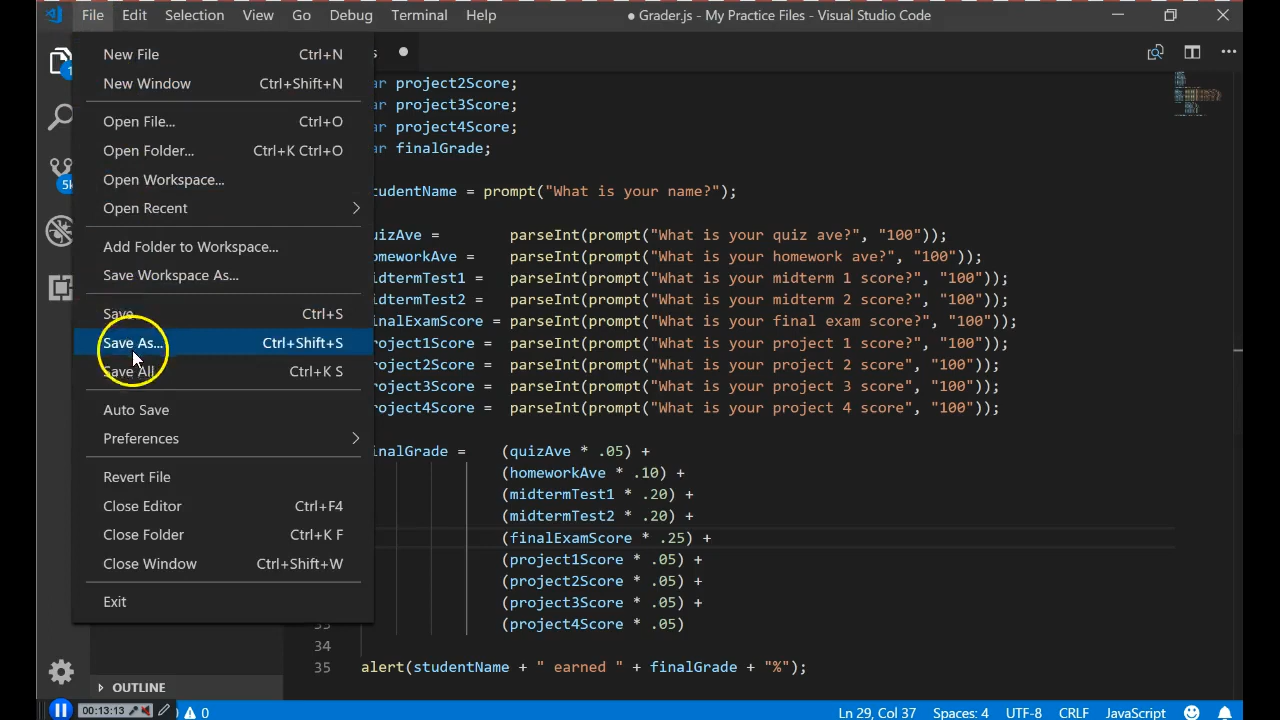 File Edit Selection View Go Debug Terminal Help ● Grader.js - My Practice Files - Visual Studio Code
New File Ctrl+N
New Window Ctrl+Shift+N
Open File... Ctrl+O
Open Folder... Ctrl+K Ctrl+O
Open Workspace...
Open Recent
Add Folder to Workspace...
Save Workspace As...
Save Ctrl+S
Save As... Ctrl+Shift+S
Save All Ctrl+K S
Auto Save
Preferences
Revert File
Close Editor Ctrl+F4
Close Folder Ctrl+K F
Close Window Ctrl+Shift+W
Exit
1
5k
s
ar project2Score;
ar project3Score;
ar project4Score;
ar finalGrade;
tudentName = prompt("What is your name?");
uizAve = parseInt(prompt("What is your quiz ave?", "100"));
omeworkAve = parseInt(prompt("What is your homework ave?", "100"));
idtermTest1 = parseInt(prompt("What is your midterm 1 score?", "100"));
idtermTest2 = parseInt(prompt("What is your midterm 2 score?", "100"));
inalExamScore = parseInt(prompt("What is your final exam score?", "100"));
roject1Score = parseInt(prompt("What is your project 1 score", "100"));
roject2Score = parseInt(prompt("What is your project 2 score", "100"));
roject3Score = parseInt(prompt("What is your project 3 score", "100"));
roject4Score = parseInt(prompt("What is your project 4 score", "100"));
inalGrade = (quizAve * .05) +
(homeworkAve * .10) +
(midtermTest1 * .20) +
(midtermTest2 * .20) +
(finalExamScore * .25) +
(project1Score * .05) +
(project2Score * .05) +
(project3Score * .05) +
33 (project4Score * .05)
34
35 alert(studentName + " earned " + finalGrade + "%");
OUTLINE
00:13:13 0 Ln 29, Col 37 Spaces: 4 UTF-8 CRLF JavaScript